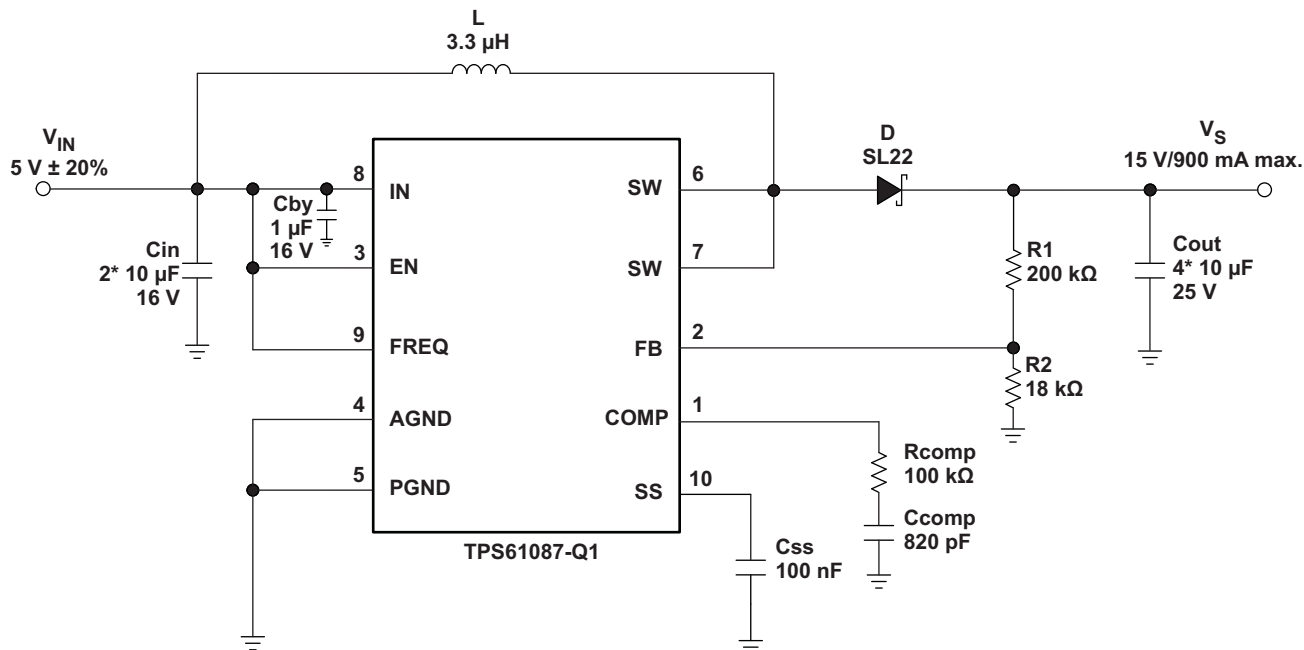 L
3.3 µH
VIN
5 V ± 20%
D
SL22
VS
15 V/900 mA max.
8
IN
SW
6
Cby
1 µF
16 V
Cin
2* 10 µF
16 V
3
EN
SW
7
R1
200 kΩ
Cout
4* 10 µF
25 V
9
FREQ
FB
2
R2
18 kΩ
4
AGND
COMP
1
Rcomp
100 kΩ
5
PGND
SS
10
Ccomp
820 pF
TPS61087-Q1
Css
100 nF